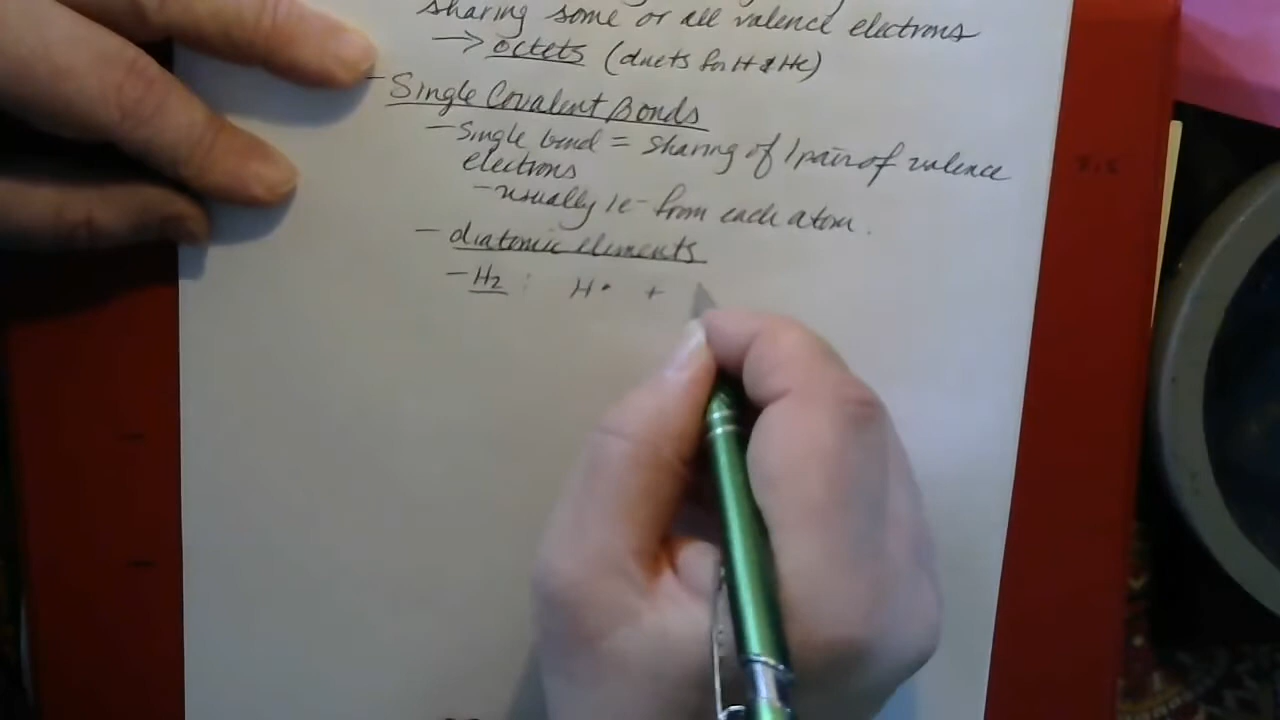 sharing some or all valence electrons
→ octets (duets for H & He)
- Single Covalent Bonds
- Single bond = sharing of 1 pair of valence
electrons
- usually 1e- from each atom.
- diatomic elements
- H2 : H• +